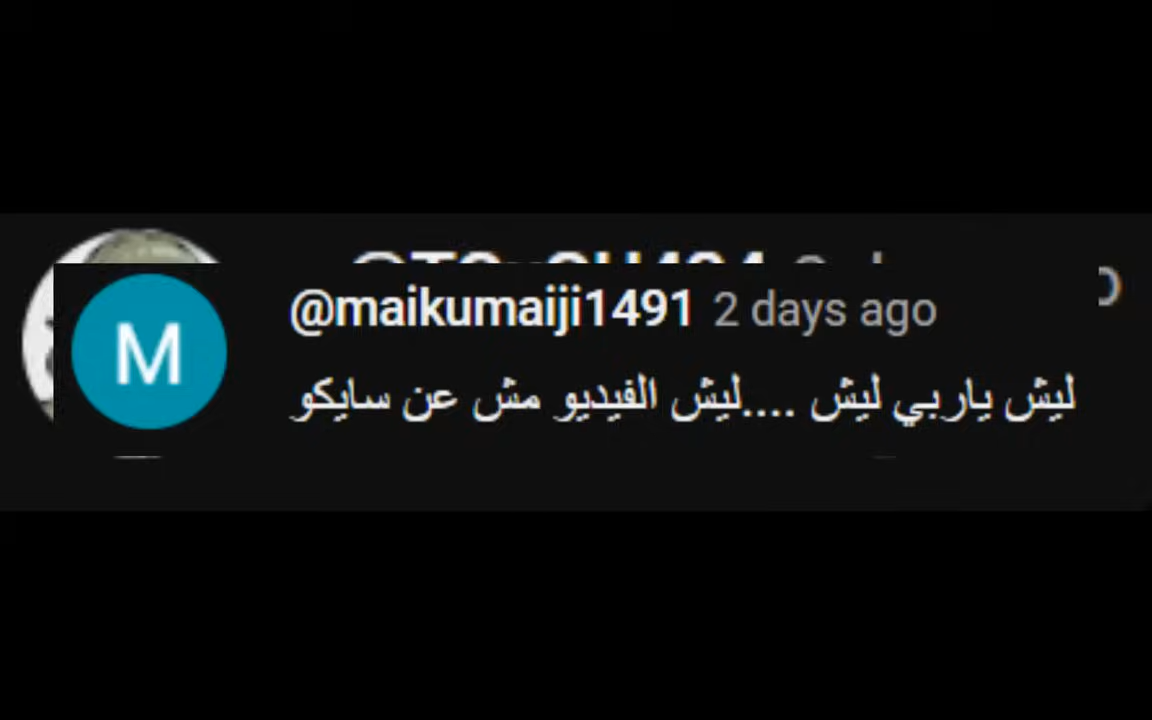 M
@maikumaiji1491 2 days ago
ليش ياربي ليش ....ليش الفيديو مش عن سايكو